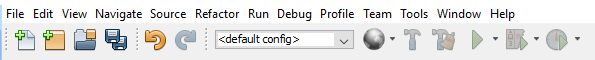 File Edit View Navigate Source Refactor Run Debug Profile Team Tools Window Help
<default config>